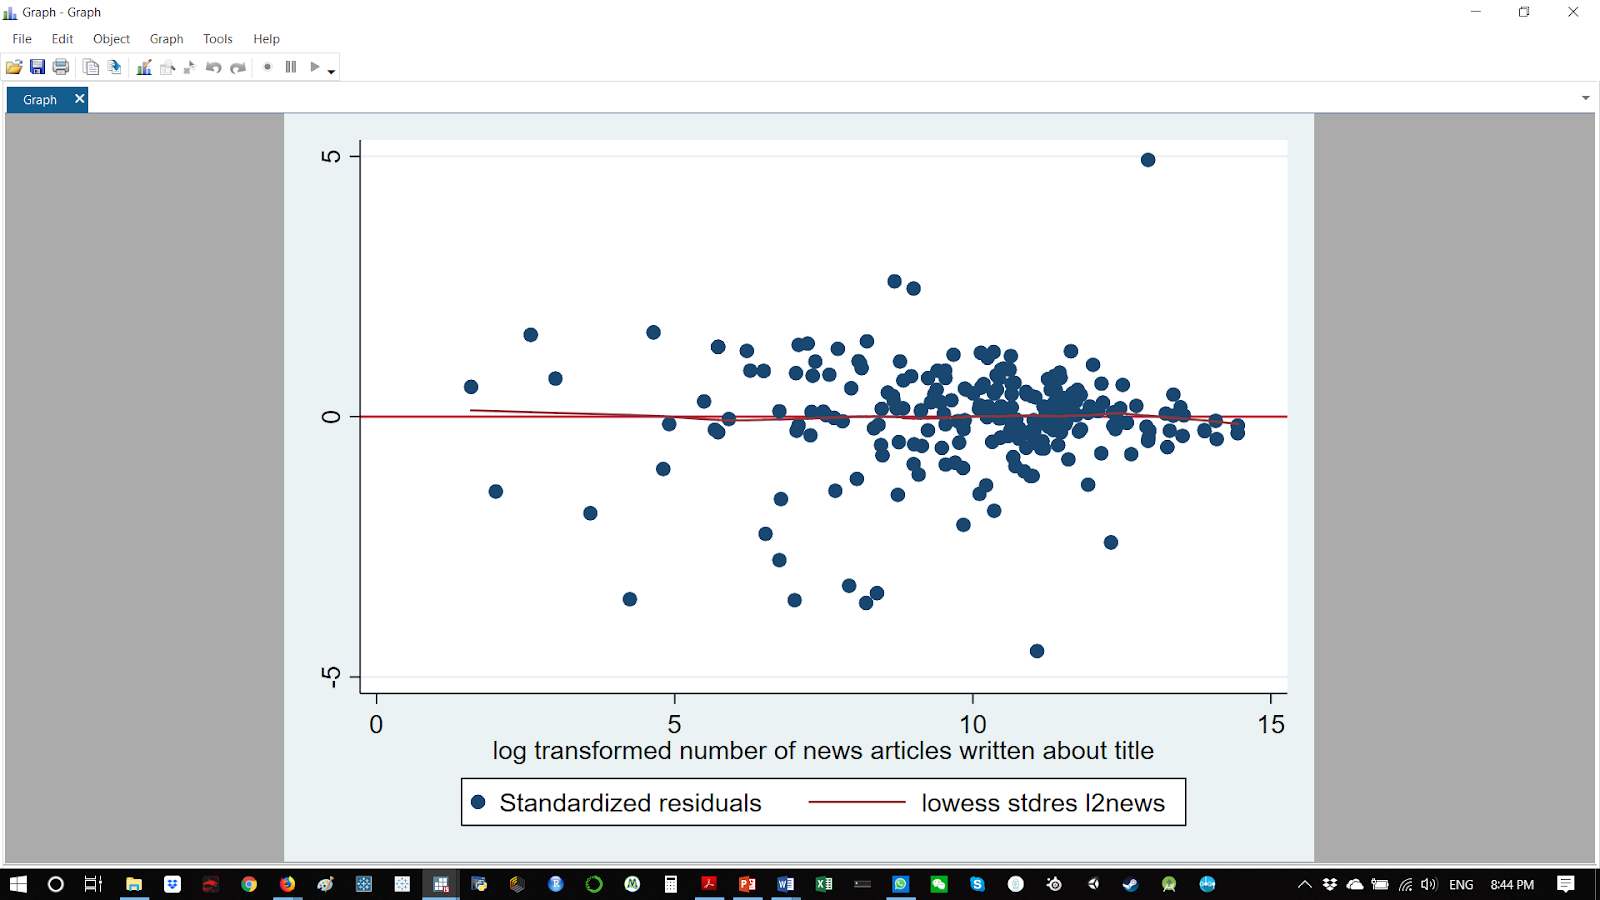 Graph - Graph
File Edit Object Graph Tools Help
Graph
5
0
-5
0 5 10 15
log transformed number of news articles written about title
Standardized residuals lowess stdres l2news
ENG 8:44 PM